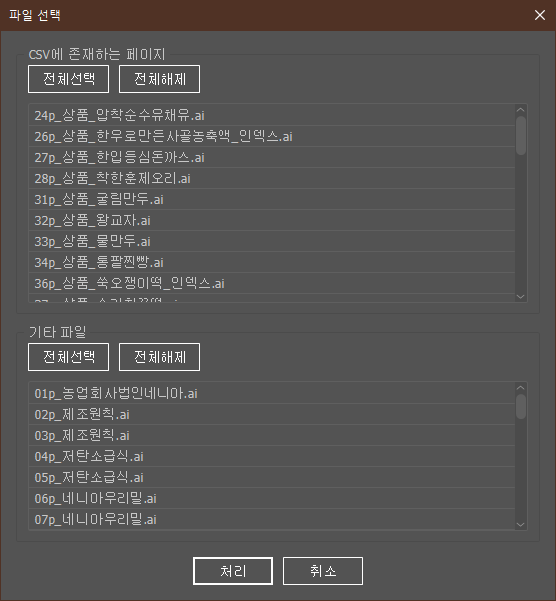 파일 선택
CSV에 존재하는 페이지
전체선택 전체해제
24p_상품_압착순수유채유.ai
26p_상품_한우로만든사골농축액_인덱스.ai
27p_상품_한입등심돈까스.ai
28p_상품_착한훈제오리.ai
31p_상품_굴림만두.ai
32p_상품_왕교자.ai
33p_상품_물만두.ai
34p_상품_통팥찐빵.ai
36p_상품_쑥오쟁이떡_인덱스.ai
기타 파일
전체선택 전체해제
01p_농업회사법인네니아.ai
02p_제조원칙.ai
03p_제조원칙.ai
04p_저탄소급식.ai
05p_저탄소급식.ai
06p_네니아우리밀.ai
07p_네니아우리밀.ai
처리 취소